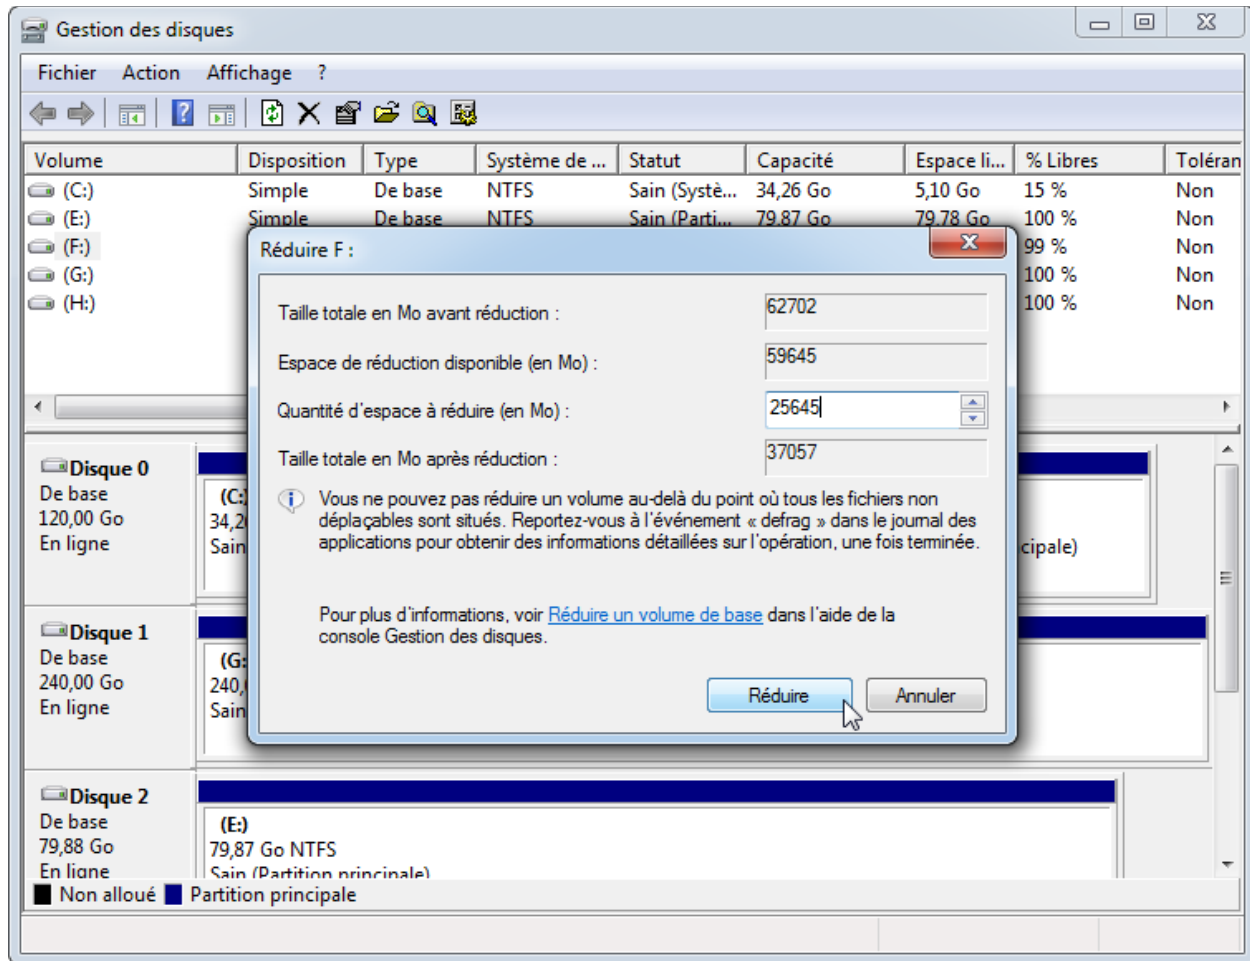 Gestion des disques
Fichier Action Affichage ?
Volume Disposition Type Système de ... Statut Capacité Espace li... % Libres Toléran
(C:) Simple De base NTFS Sain (Systè... 34,26 Go 5,10 Go 15 % Non
(E:) Simple De base NTFS Sain (Parti... 79,87 Go 79,78 Go 100 % Non
(F:) 99 % Non
(G:) 100 % Non
(H:) 100 % Non
Réduire F :
Taille totale en Mo avant réduction : 62702
Espace de réduction disponible (en Mo) : 59645
Quantité d'espace à réduire (en Mo) : 25645
Taille totale en Mo après réduction : 37057
Vous ne pouvez pas réduire un volume au-delà du point où tous les fichiers non
déplaçables sont situés. Reportez-vous à l'événement « defrag » dans le journal des
applications pour obtenir des informations détaillées sur l'opération, une fois terminée.
Pour plus d'informations, voir Réduire un volume de base dans l'aide de la
console Gestion des disques.
Réduire Annuler
Disque 0
De base
120,00 Go
En ligne
(C:
34,2
Sain
cipale)
Disque 1
De base
240,00 Go
En ligne
(G:
240,
Sain
Disque 2
De base
79,88 Go
En ligne
(E:)
79,87 Go NTFS
Sain (Partition principale)
Non alloué Partition principale